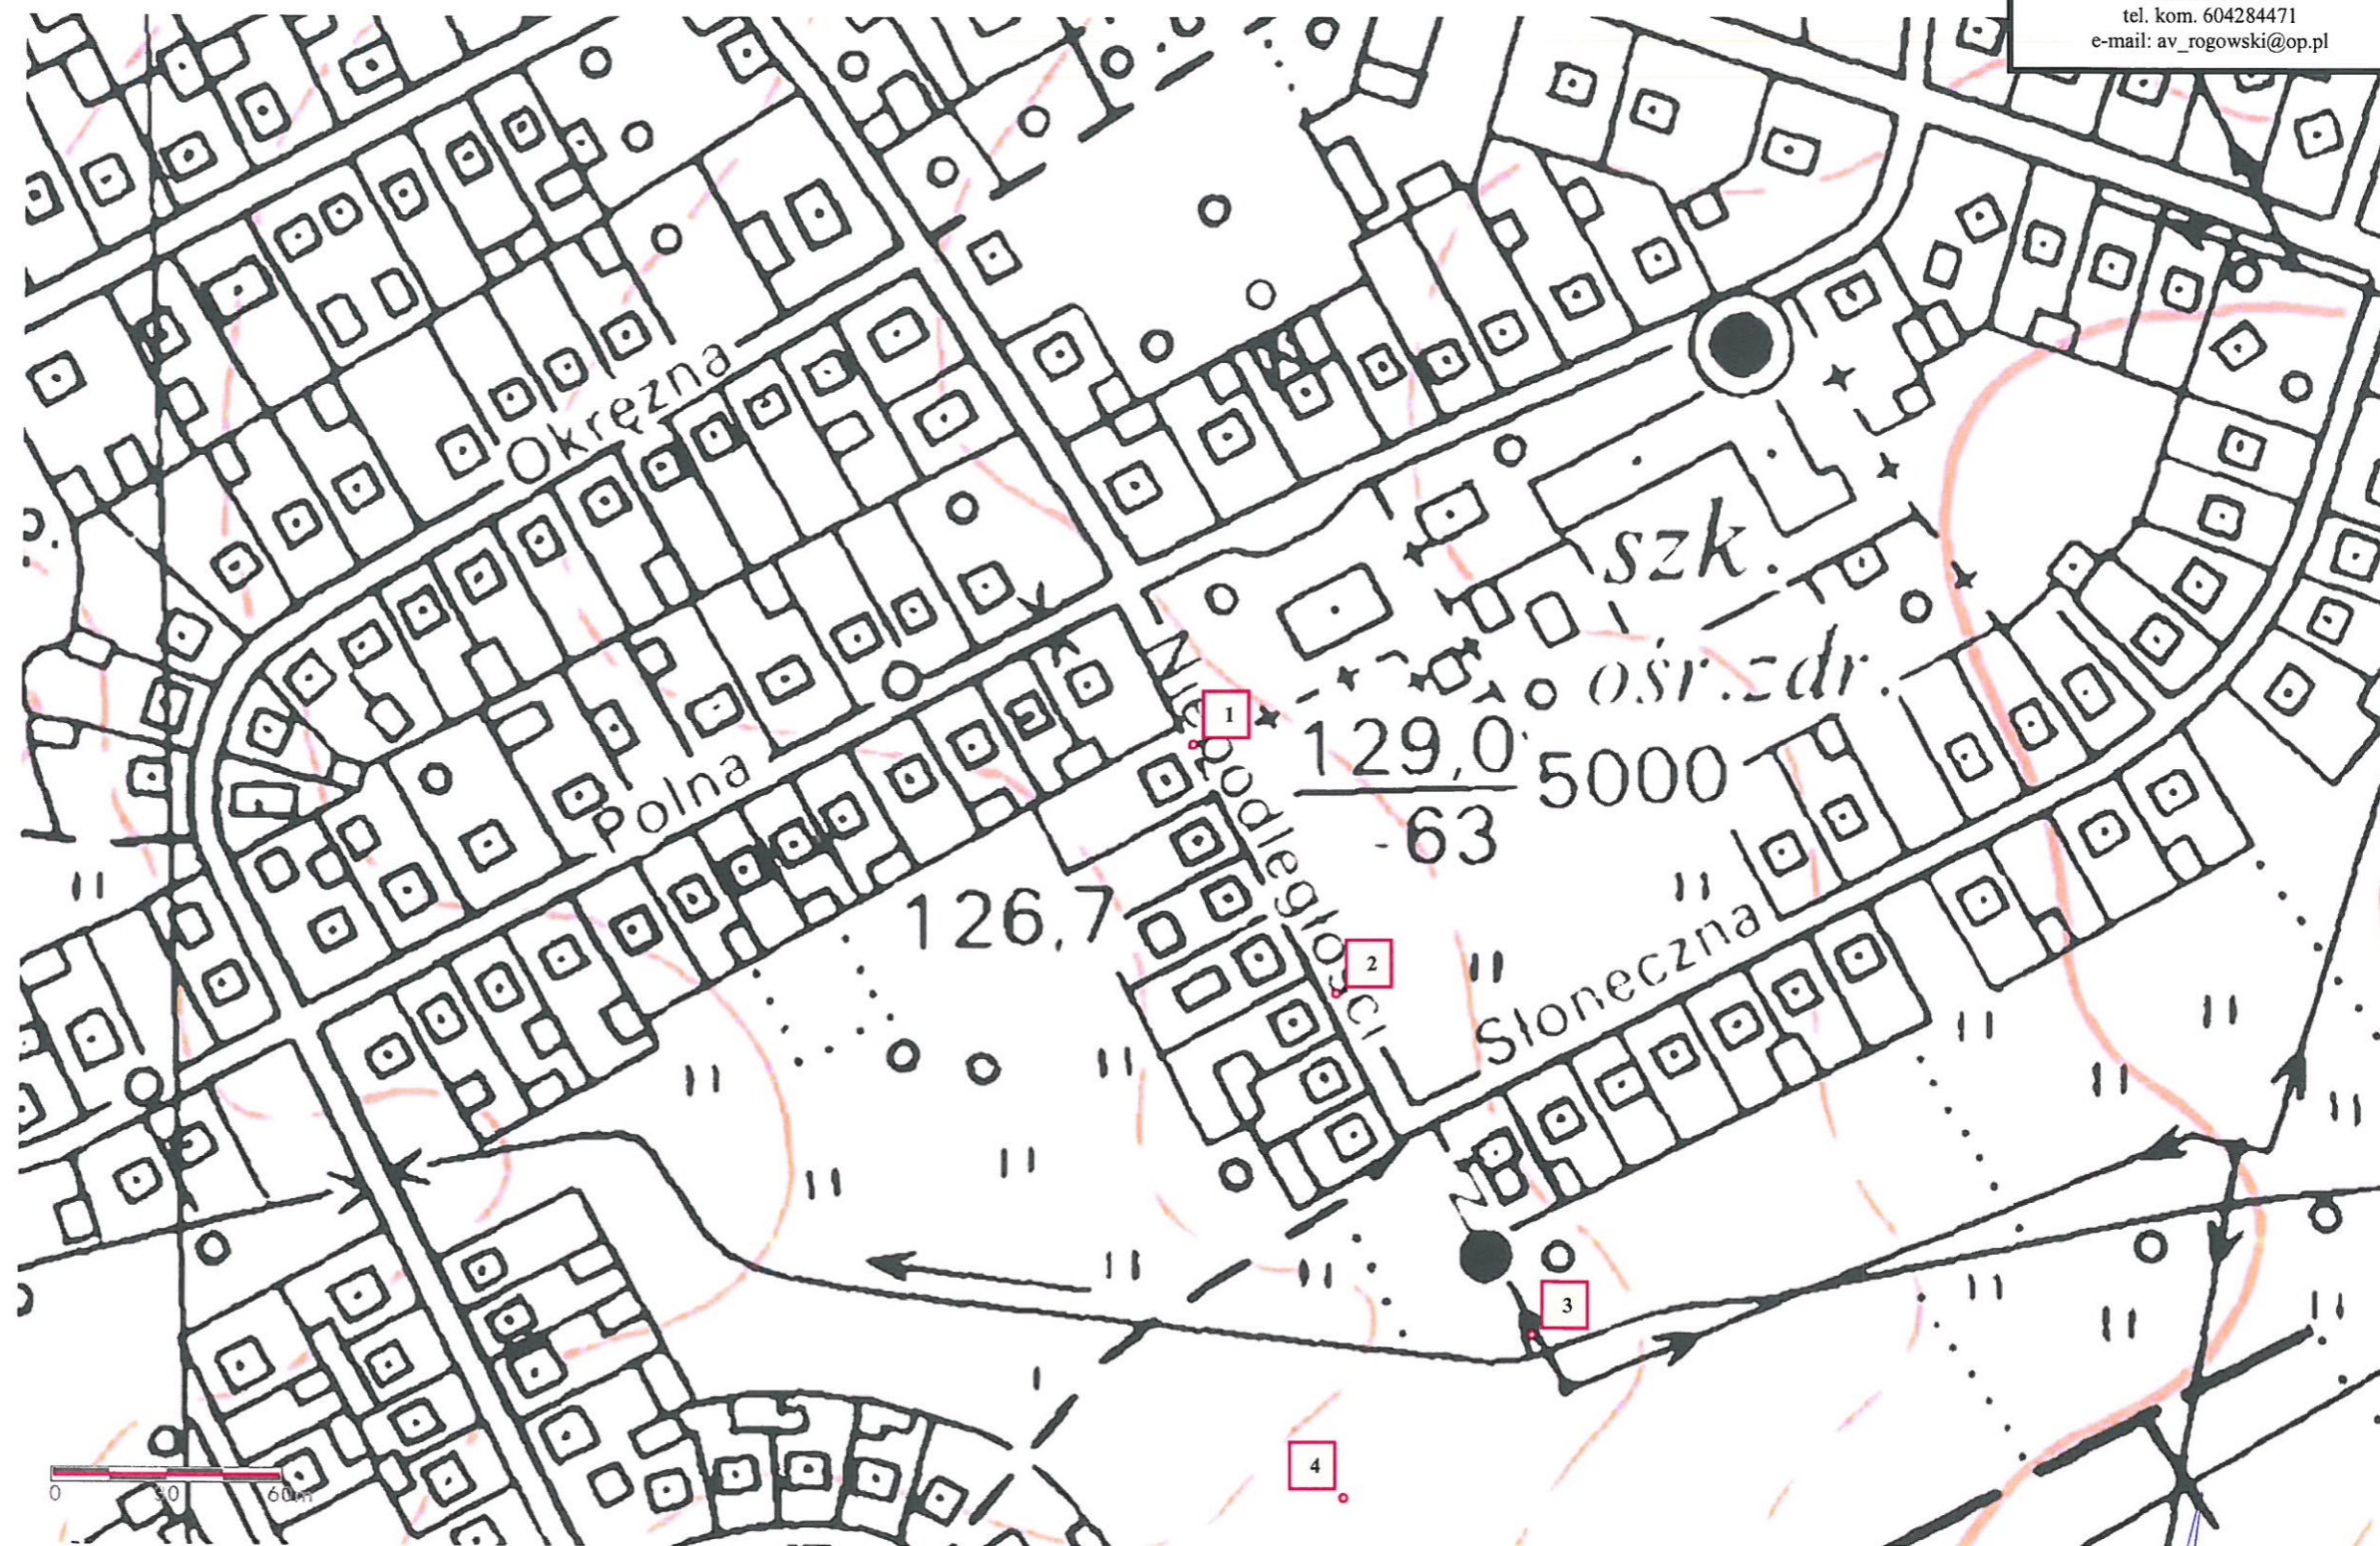 tel. kom. 604284471
e-mail: av_rogowski@op.pl
Okrężna
szk.
ośr. zdr.
1
129,0
5000
-63
Polna
Niepodległości
126,7
2
Słoneczna
N
3
4
0 30 60m